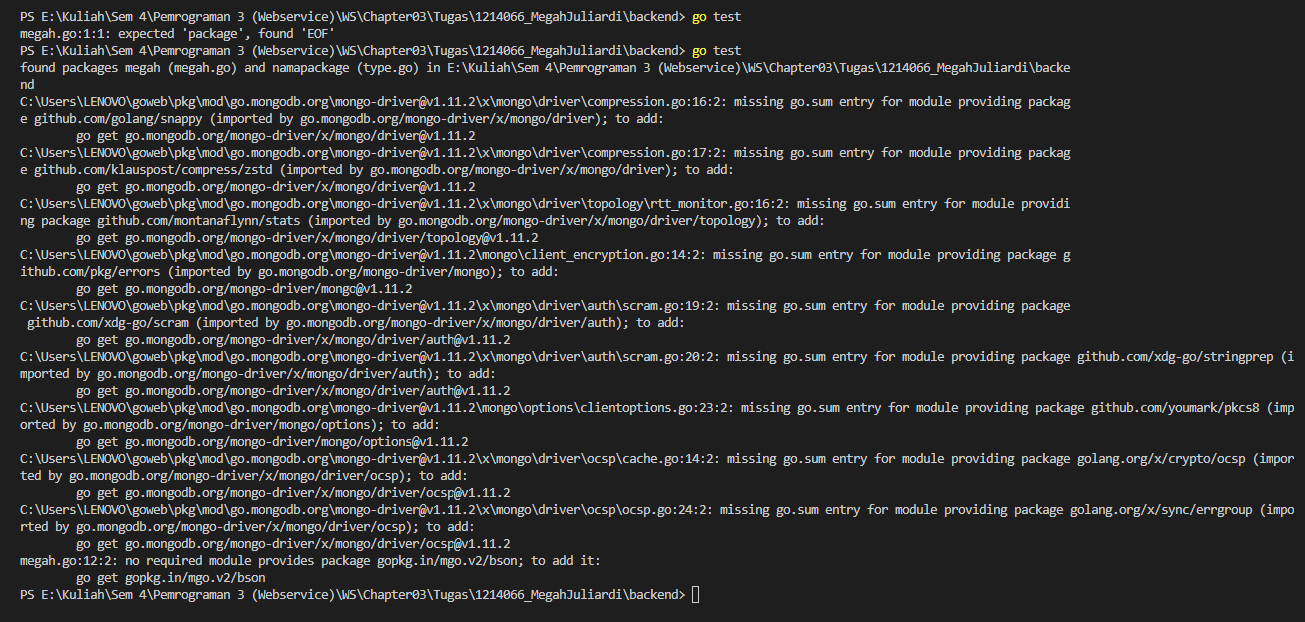 PS E:\Kuliah\Sem 4\Pemrograman 3 (Webservice)\WS\Chapter03\Tugas\1214066_MegahJuliardi\backend> go test
megah.go:1:1: expected 'package', found 'EOF'
PS E:\Kuliah\Sem 4\Pemrograman 3 (Webservice)\WS\Chapter03\Tugas\1214066_MegahJuliardi\backend> go test
found packages megah (megah.go) and namapackage (type.go) in E:\Kuliah\Sem 4\Pemrograman 3 (Webservice)\WS\Chapter03\Tugas\1214066_MegahJuliardi\backe
nd
C:\Users\LENOVO\goweb\pkg\mod\go.mongodb.org\mongo-driver@v1.11.2\x\mongo\driver\compression.go:16:2: missing go.sum entry for module providing packag
e github.com/golang/snappy (imported by go.mongodb.org/mongo-driver/x/mongo/driver); to add:
        go get go.mongodb.org/mongo-driver/x/mongo/driver@v1.11.2
C:\Users\LENOVO\goweb\pkg\mod\go.mongodb.org\mongo-driver@v1.11.2\x\mongo\driver\compression.go:17:2: missing go.sum entry for module providing packag
e github.com/klauspost/compress/zstd (imported by go.mongodb.org/mongo-driver/x/mongo/driver); to add:
        go get go.mongodb.org/mongo-driver/x/mongo/driver@v1.11.2
C:\Users\LENOVO\goweb\pkg\mod\go.mongodb.org\mongo-driver@v1.11.2\x\mongo\driver\topology\rtt_monitor.go:16:2: missing go.sum entry for module providi
ng package github.com/montanaflynn/stats (imported by go.mongodb.org/mongo-driver/x/mongo/driver/topology); to add:
        go get go.mongodb.org/mongo-driver/x/mongo/driver/topology@v1.11.2
C:\Users\LENOVO\goweb\pkg\mod\go.mongodb.org\mongo-driver@v1.11.2\mongo\client_encryption.go:14:2: missing go.sum entry for module providing package g
ithub.com/pkg/errors (imported by go.mongodb.org/mongo-driver/mongo); to add:
        go get go.mongodb.org/mongo-driver/mongo@v1.11.2
C:\Users\LENOVO\goweb\pkg\mod\go.mongodb.org\mongo-driver@v1.11.2\x\mongo\driver\auth\scram.go:19:2: missing go.sum entry for module providing package
 github.com/xdg-go/scram (imported by go.mongodb.org/mongo-driver/x/mongo/driver/auth); to add:
        go get go.mongodb.org/mongo-driver/x/mongo/driver/auth@v1.11.2
C:\Users\LENOVO\goweb\pkg\mod\go.mongodb.org\mongo-driver@v1.11.2\x\mongo\driver\auth\scram.go:20:2: missing go.sum entry for module providing package github.com/xdg-go/stringprep (i
mported by go.mongodb.org/mongo-driver/x/mongo/driver/auth); to add:
        go get go.mongodb.org/mongo-driver/x/mongo/driver/auth@v1.11.2
C:\Users\LENOVO\goweb\pkg\mod\go.mongodb.org\mongo-driver@v1.11.2\mongo\options\clientoptions.go:23:2: missing go.sum entry for module providing package github.com/youmark/pkcs8 (imp
orted by go.mongodb.org/mongo-driver/mongo/options); to add:
        go get go.mongodb.org/mongo-driver/mongo/options@v1.11.2
C:\Users\LENOVO\goweb\pkg\mod\go.mongodb.org\mongo-driver@v1.11.2\x\mongo\driver\ocsp\cache.go:14:2: missing go.sum entry for module providing package golang.org/x/crypto/ocsp (impor
ted by go.mongodb.org/mongo-driver/x/mongo/driver/ocsp); to add:
        go get go.mongodb.org/mongo-driver/x/mongo/driver/ocsp@v1.11.2
C:\Users\LENOVO\goweb\pkg\mod\go.mongodb.org\mongo-driver@v1.11.2\x\mongo\driver\ocsp\ocsp.go:24:2: missing go.sum entry for module providing package golang.org/x/sync/errgroup (impo
rted by go.mongodb.org/mongo-driver/x/mongo/driver/ocsp); to add:
        go get go.mongodb.org/mongo-driver/x/mongo/driver/ocsp@v1.11.2
megah.go:12:2: no required module provides package gopkg.in/mgo.v2/bson; to add it:
        go get gopkg.in/mgo.v2/bson
PS E:\Kuliah\Sem 4\Pemrograman 3 (Webservice)\WS\Chapter03\Tugas\1214066_MegahJuliardi\backend>